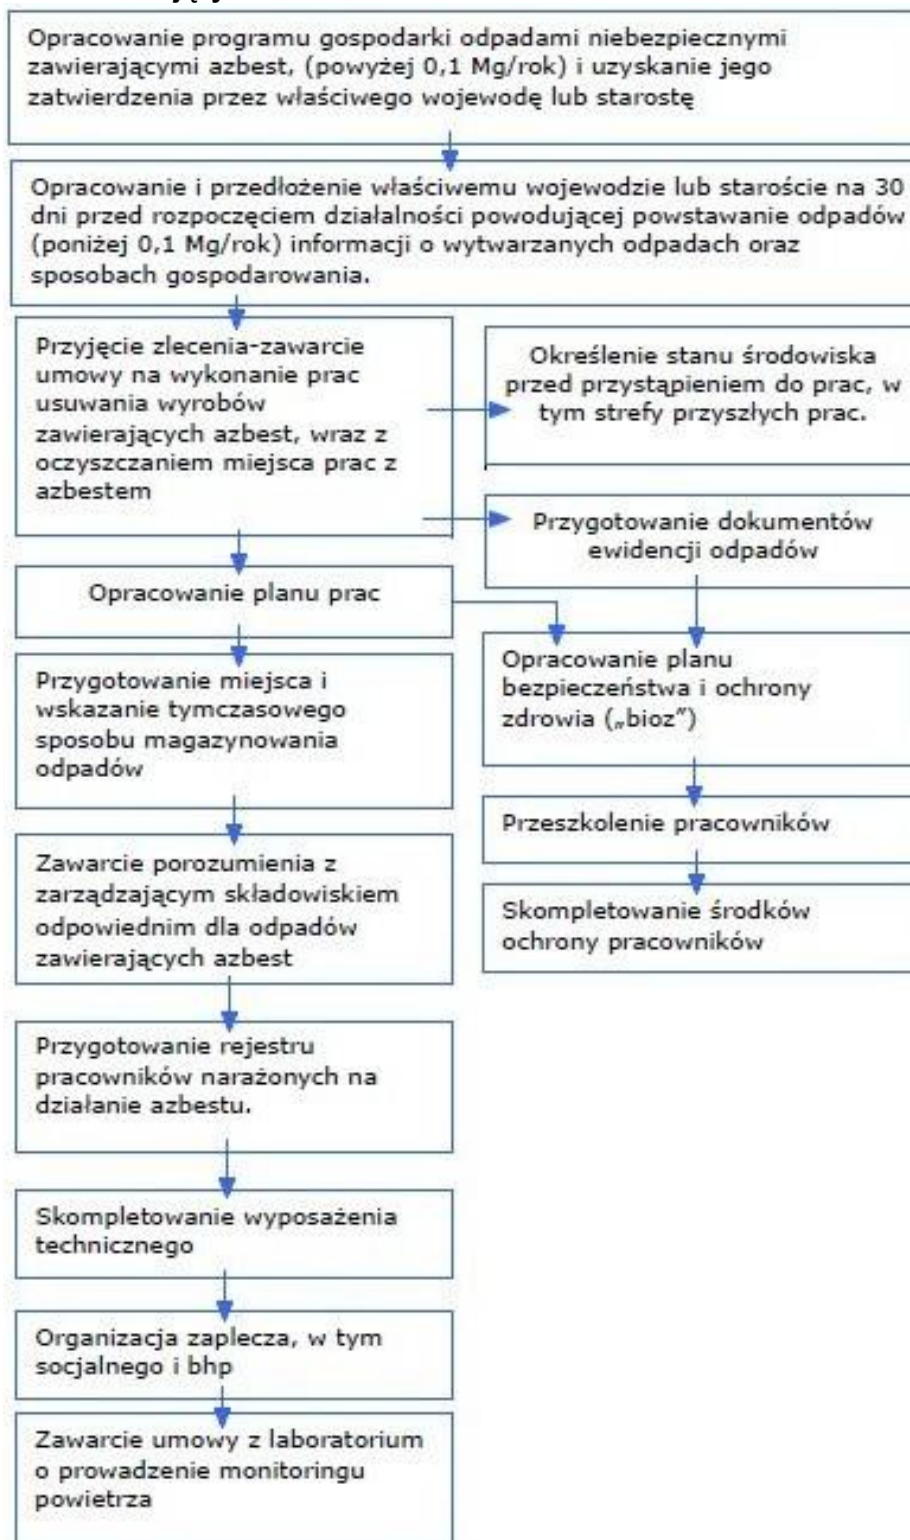 Opracowanie programu gospodarki odpadami niebezpiecznymi
zawierającymi azbest, (powyżej 0,1 Mg/rok) i uzyskanie jego
zatwierdzenia przez właściwego wojewodę lub starostę
Opracowanie i przedłożenie właściwemu wojewodzie lub staroście na 30
dni przed rozpoczęciem działalności powodującej powstawanie odpadów
(poniżej 0,1 Mg/rok) informacji o wytwarzanych odpadach oraz
sposobach gospodarowania.
Przyjęcie zlecenia-zawarcie
umowy na wykonanie prac
usuwania wyrobów
zawierających azbest, wraz z
oczyszczaniem miejsca prac z
azbestem
Określenie stanu środowiska
przed przystąpieniem do prac, w
tym strefy przyszłych prac.
Przygotowanie dokumentów
ewidencji odpadów
Opracowanie planu prac
Opracowanie planu
bezpieczeństwa i ochrony
zdrowia („bioz”)
Przygotowanie miejsca i
wskazanie tymczasowego
sposobu magazynowania
odpadów
Przeszkolenie pracowników
Zawarcie porozumienia z
zarządzającym składowiskiem
odpowiednim dla odpadów
zawierających azbest
Skompletowanie środków
ochrony pracowników
Przygotowanie rejestru
pracowników narażonych na
działanie azbestu.
Skompletowanie wyposażenia
technicznego
Organizacja zaplecza, w tym
socjalnego i bhp
Zawarcie umowy z laboratorium
o prowadzenie monitoringu
powietrza